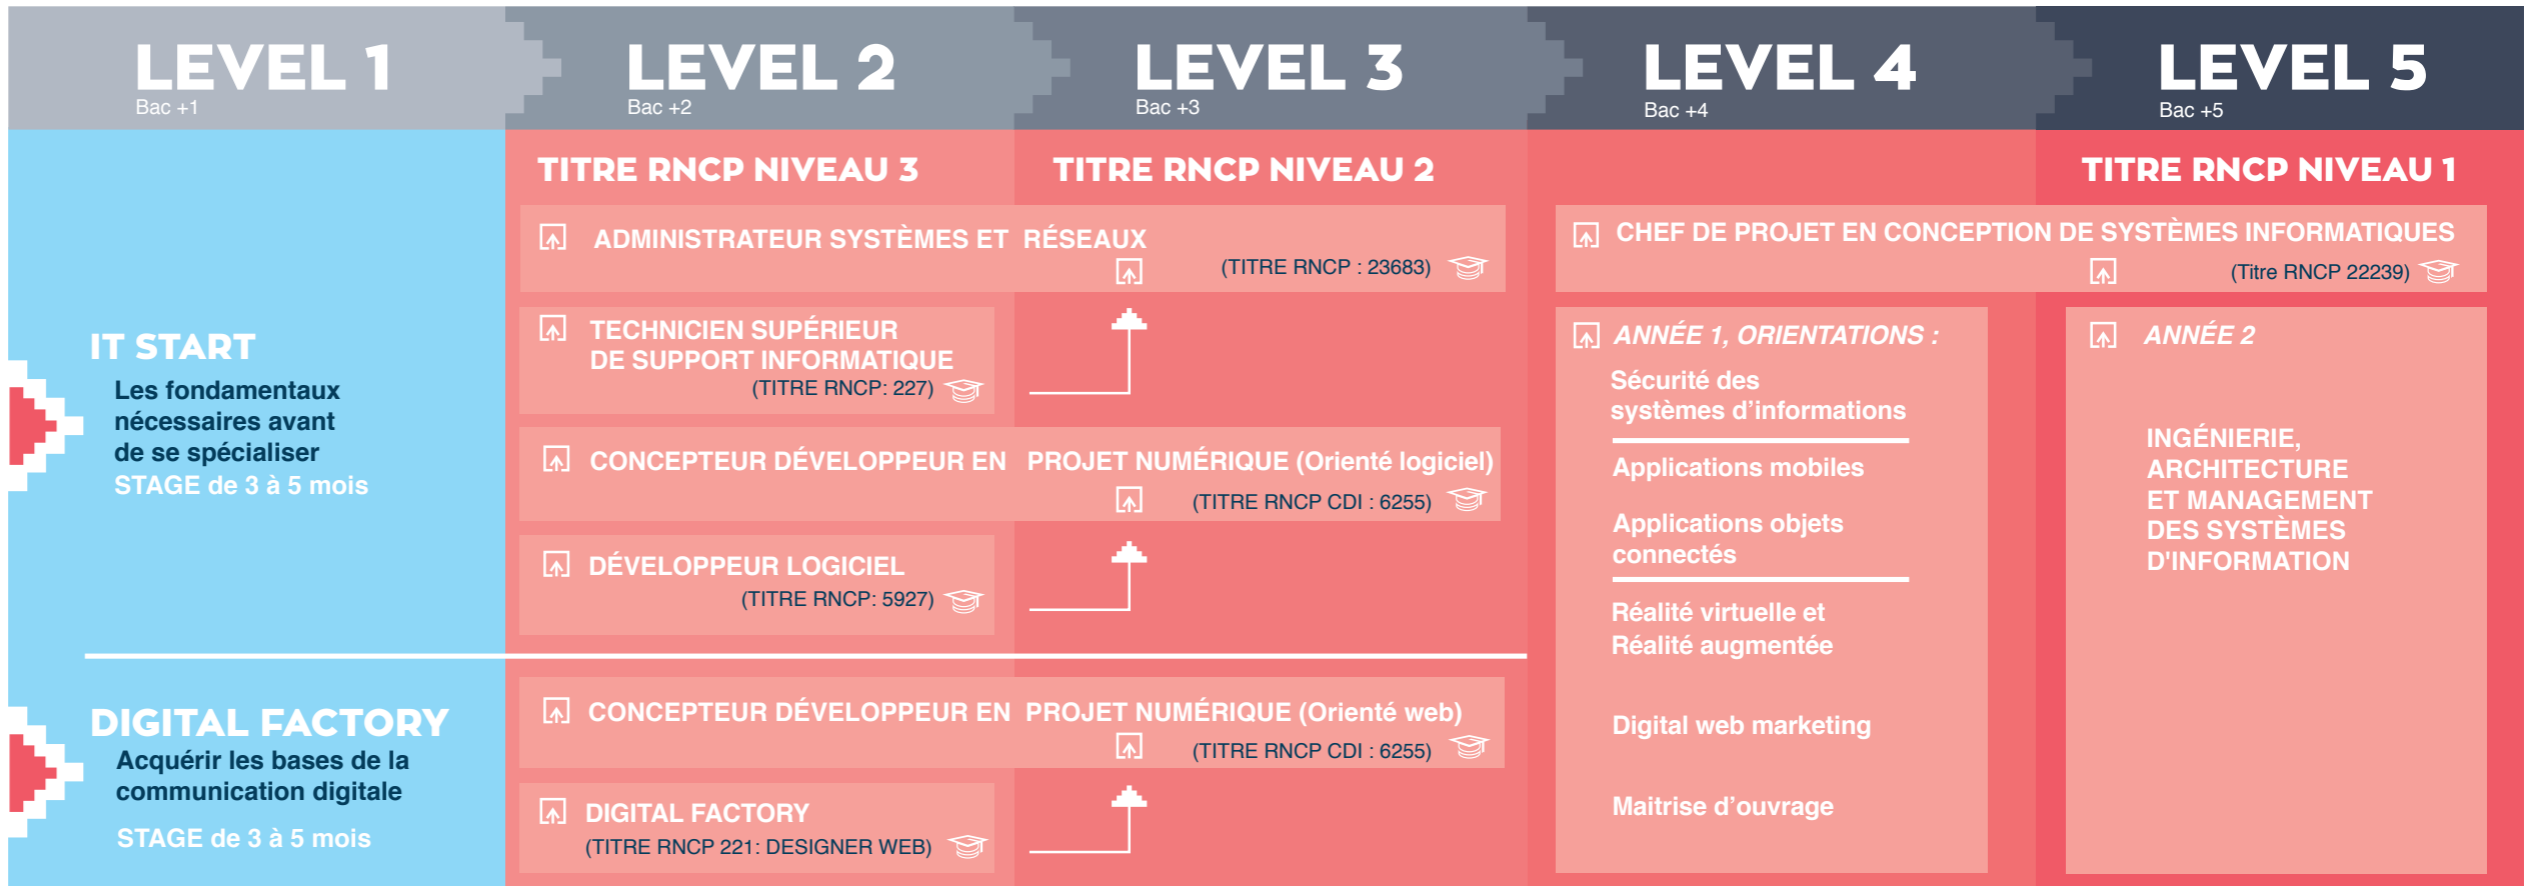 LEVEL 1
Bac +1
LEVEL 2
Bac +2
LEVEL 3
Bac +3
LEVEL 4
Bac +4
LEVEL 5
Bac +5
IT START
Les fondamentaux
nécessaires avant
de se spécialiser
STAGE de 3 à 5 mois
DIGITAL FACTORY
Acquérir les bases de la
communication digitale
STAGE de 3 à 5 mois
TITRE RNCP NIVEAU 3
TITRE RNCP NIVEAU 2
ADMINISTRATEUR SYSTÈMES ET RÉSEAUX
(TITRE RNCP : 23683)
TECHNICIEN SUPÉRIEUR
DE SUPPORT INFORMATIQUE
(TITRE RNCP: 227)
CONCEPTEUR DÉVELOPPEUR EN PROJET NUMÉRIQUE (Orienté logiciel)
(TITRE RNCP CDI : 6255)
DÉVELOPPEUR LOGICIEL
(TITRE RNCP: 5927)
CONCEPTEUR DÉVELOPPEUR EN PROJET NUMÉRIQUE (Orienté web)
(TITRE RNCP CDI : 6255)
DIGITAL FACTORY
(TITRE RNCP 221: DESIGNER WEB)
TITRE RNCP NIVEAU 1
CHEF DE PROJET EN CONCEPTION DE SYSTÈMES INFORMATIQUES
(Titre RNCP 22239)
ANNÉE 1, ORIENTATIONS :
Sécurité des
systèmes d’informations
Applications mobiles
Applications objets
connectés
Réalité virtuelle et
Réalité augmentée
Digital web marketing
Maitrise d’ouvrage
ANNÉE 2
INGÉNIERIE,
ARCHITECTURE
ET MANAGEMENT
DES SYSTÈMES
D'INFORMATION